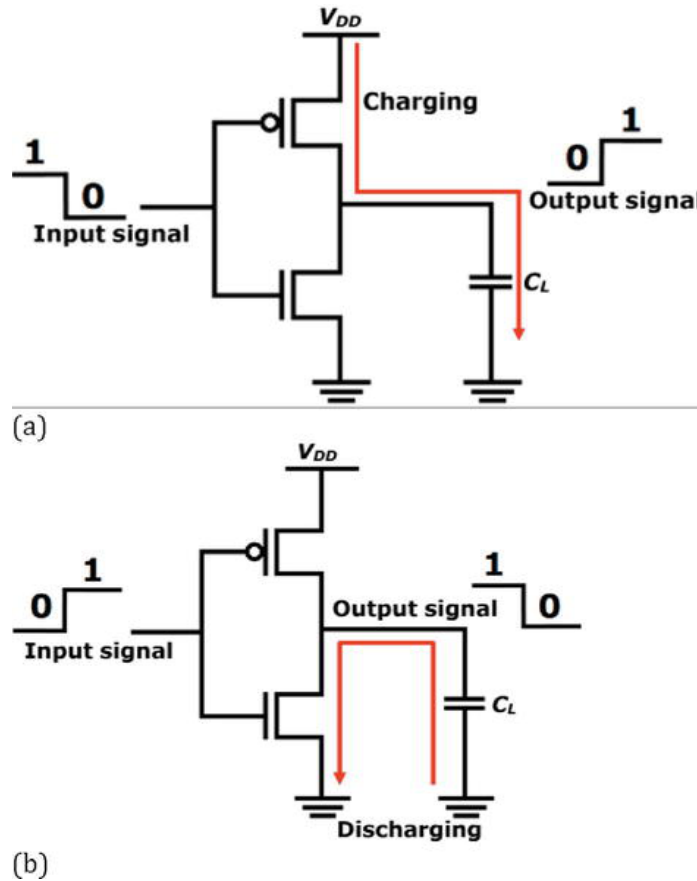 VDD
Charging
1
0
Input signal
0
1
Output signal
CL
(a)
VDD
0
1
Input signal
Output signal
1
0
CL
Discharging
(b)